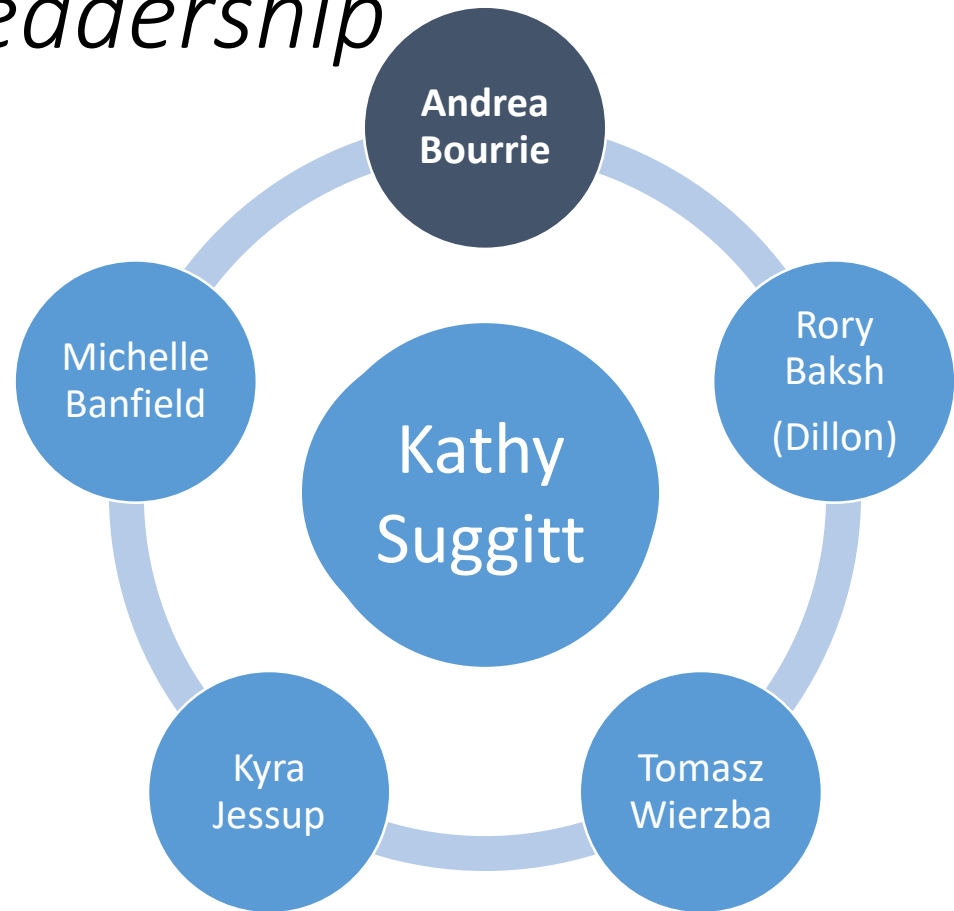 eadership
Andrea
Bourrie
Rory
Baksh
(Dillon)
Michelle
Banfield
Kathy
Suggitt
Kyra
Jessup
Tomasz
Wierzba